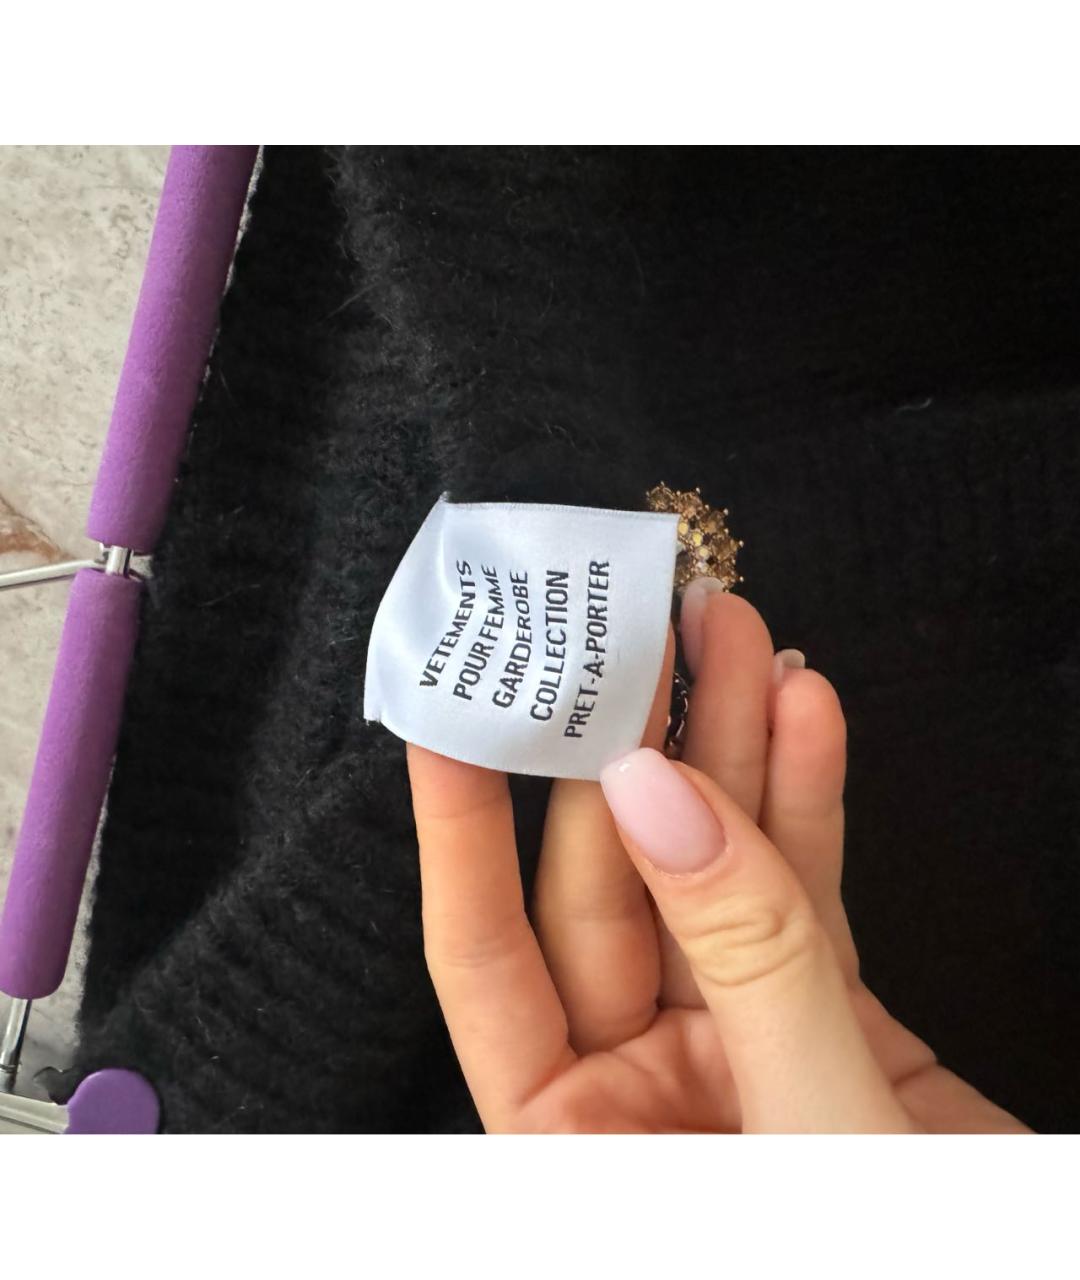 VETEMENTS
POUR FEMME
GARDEROBE
COLLECTION
PRET-A-PORTER